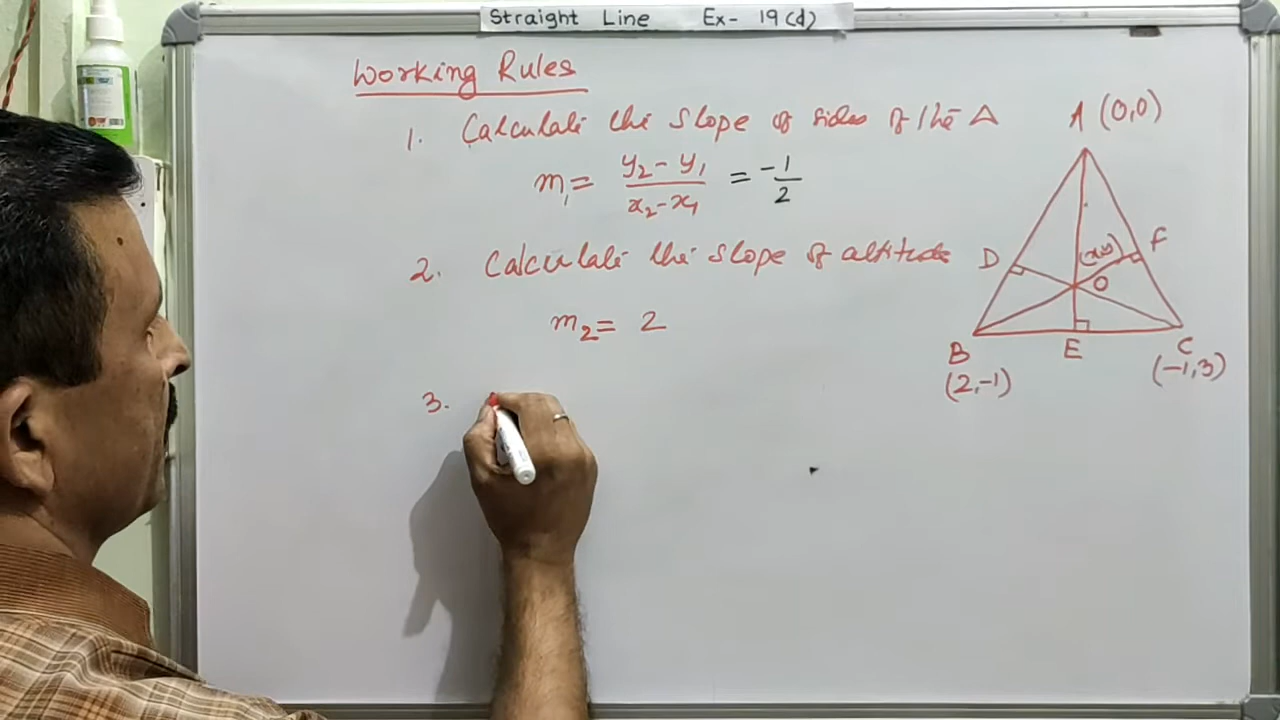 Straight Line Ex- 19(d)
Working Rules
1. Calculate the slope of sides of the Δ
m₁ = y₂ - y₁ / x₂ - x₁ = -1/2
2. Calculate the slope of altitude
m₂ = 2
3.
A (0,0)
D
F
(x,y)
O
B
E
C
(2,-1)
(-1,3)